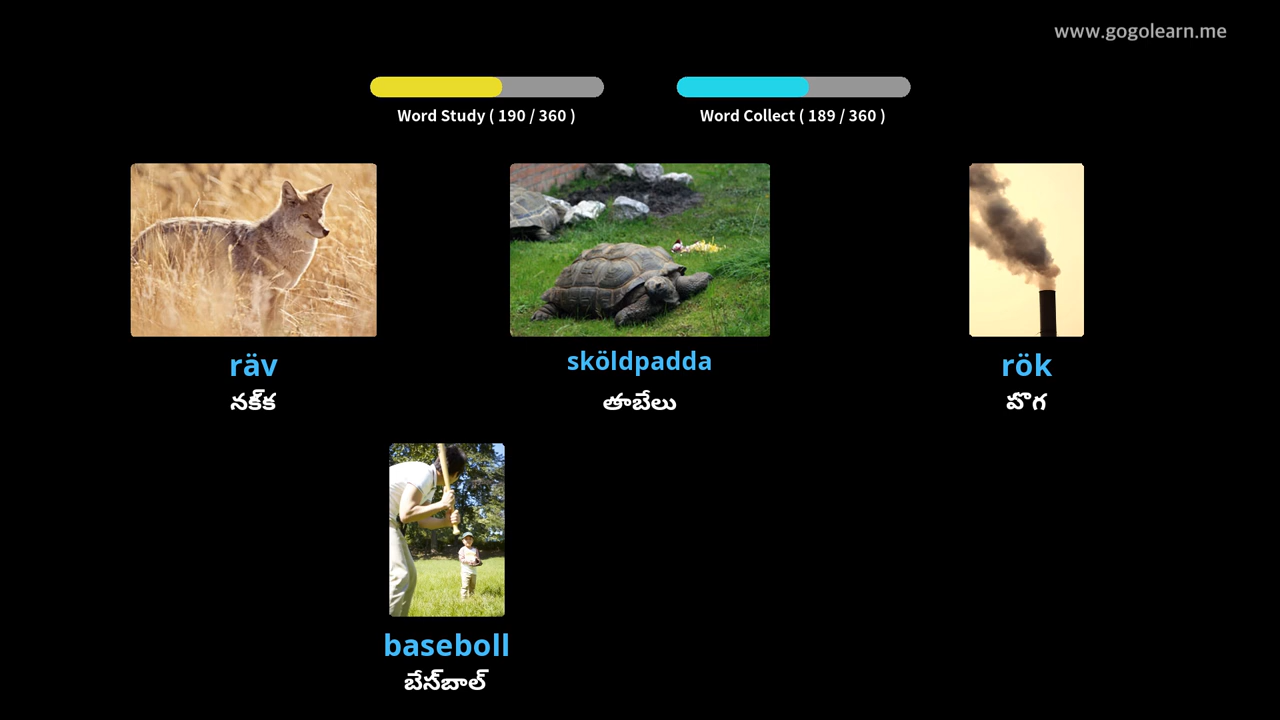 www.gogolearn.me
Word Study ( 190 / 360 )
Word Collect ( 189 / 360 )
räv
sköldpadda
rök
నక్క
తాబేలు
పొగ
baseboll
బేస్‌బాల్